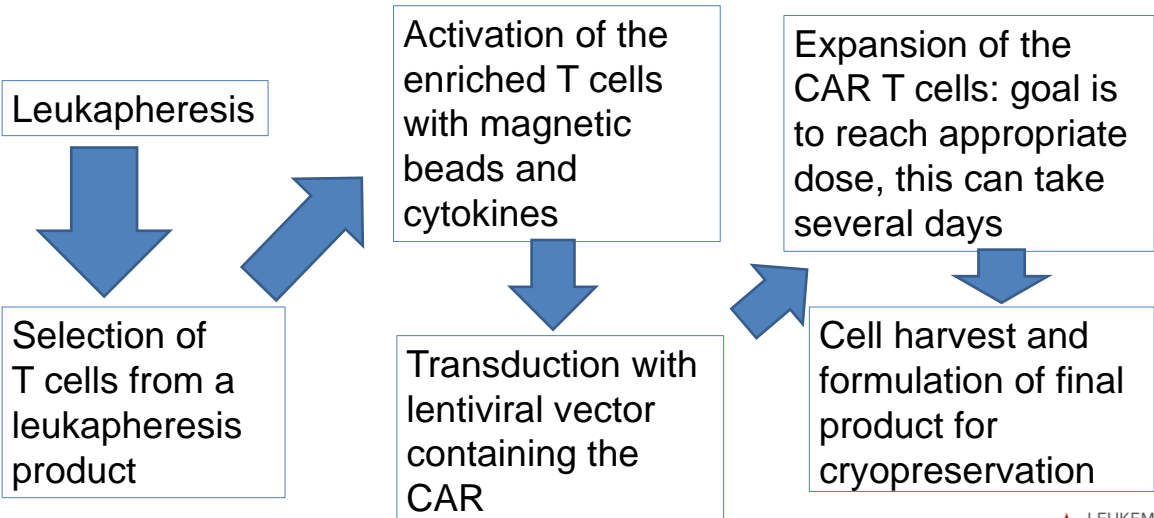 Leukapheresis
Selection of
T cells from a
leukapheresis
product
Activation of the
enriched T cells
with magnetic
beads and
cytokines
Transduction with
lentiviral vector
containing the
CAR
Expansion of the
CAR T cells: goal is
to reach appropriate
dose, this can take
several days
Cell harvest and
formulation of final
product for
cryopreservation